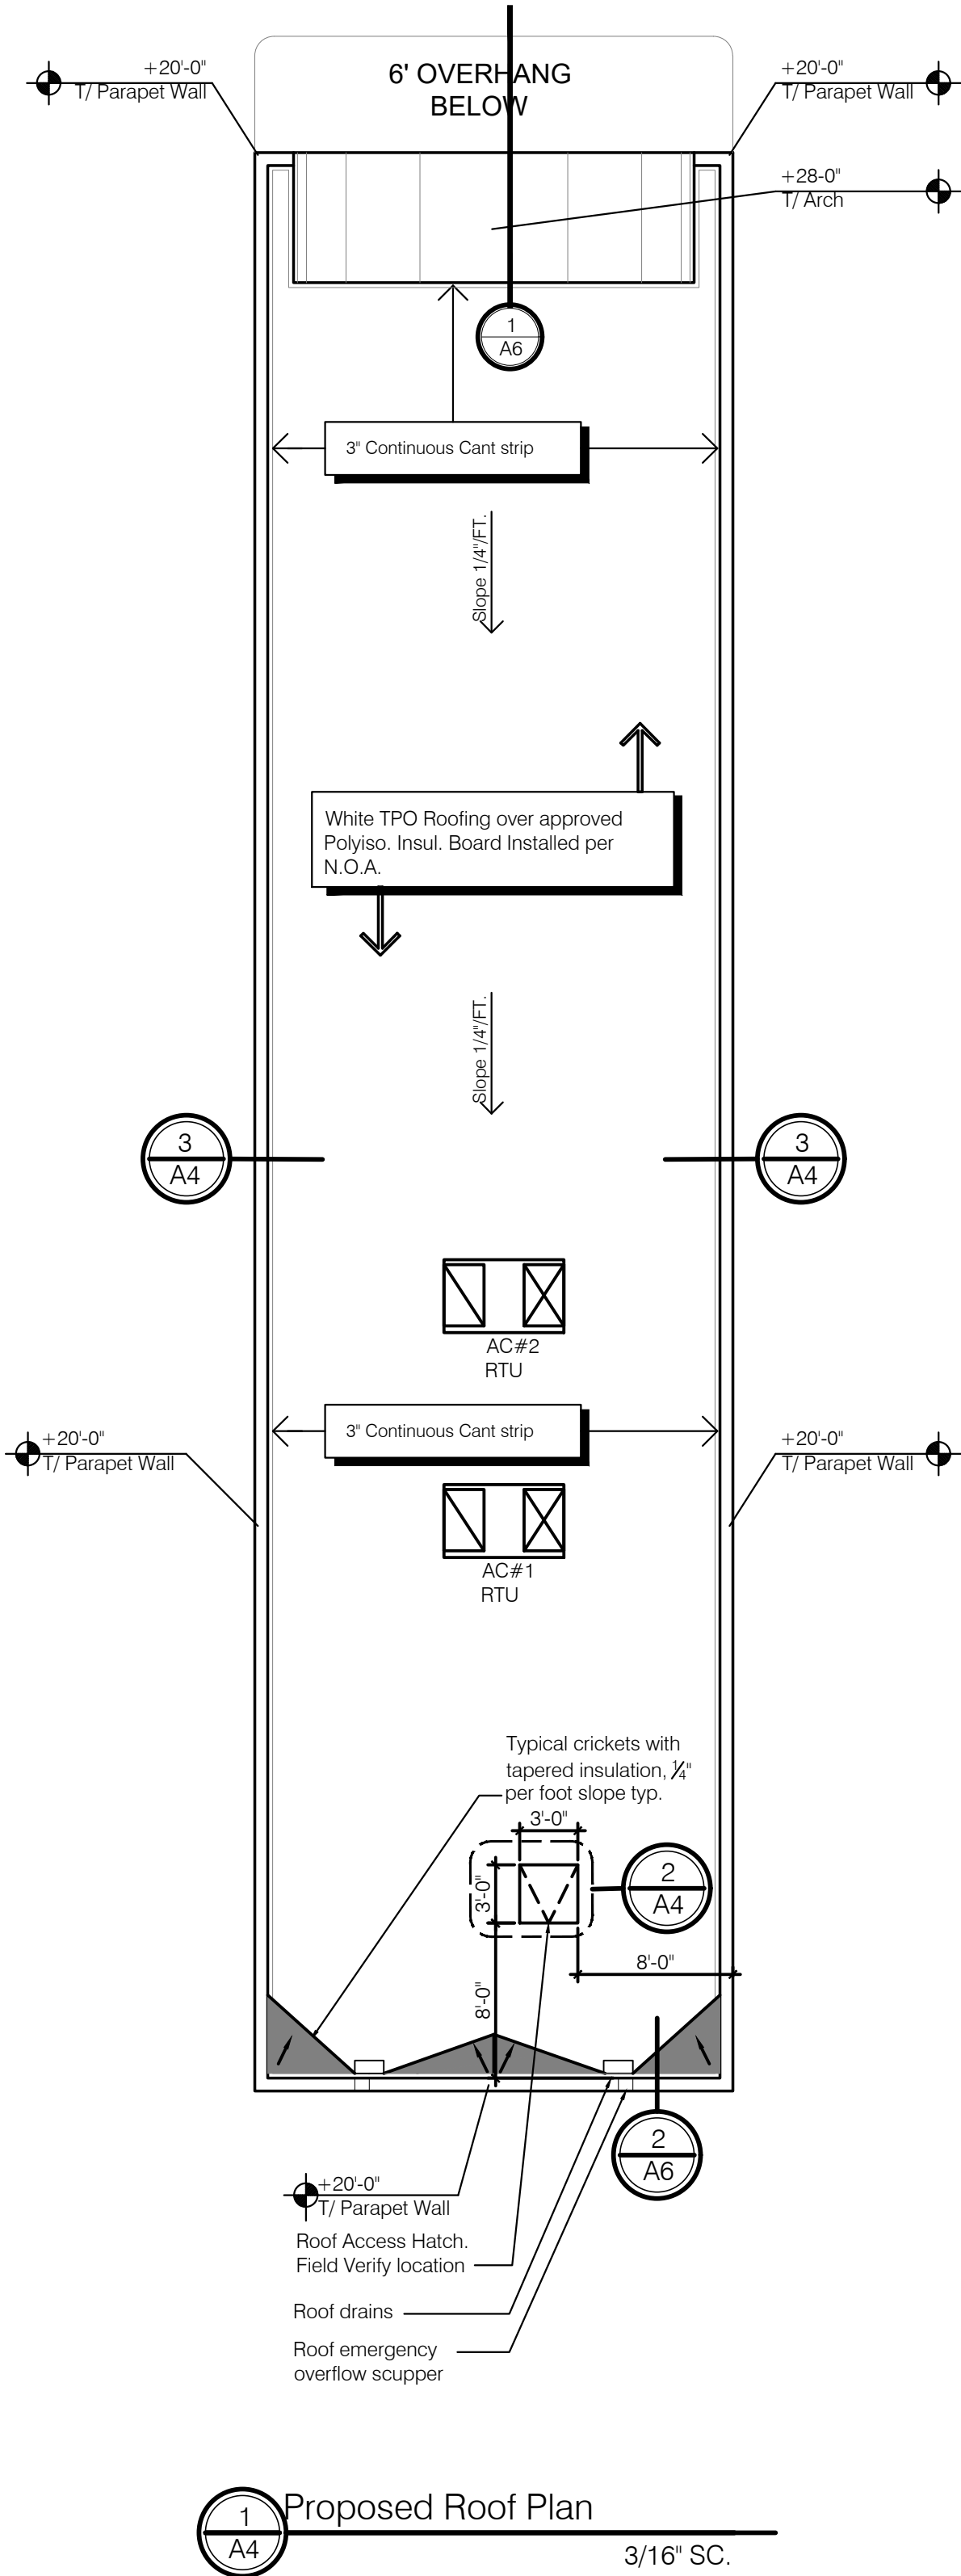 6' OVERHANG
BELOW
+20'-0"
T/ Parapet Wall
+20'-0"
T/ Parapet Wall
+28-0"
T/ Arch
1
A6
3" Continuous Cant strip
Slope 1/4"/FT.
White TPO Roofing over approved
Polyiso. Insul. Board Installed per
N.O.A.
Slope 1/4"/FT.
3
A4
3
A4
AC#2
RTU
3" Continuous Cant strip
+20'-0"
T/ Parapet Wall
+20'-0"
T/ Parapet Wall
AC#1
RTU
Typical crickets with
tapered insulation, 1/4"
per foot slope typ.
3'-0"
3'-0"
2
A4
8'-0"
8'-0"
2
A6
+20'-0"
T/ Parapet Wall
Roof Access Hatch.
Field Verify location
Roof drains
Roof emergency
overflow scupper
1
A4
Proposed Roof Plan
3/16" SC.